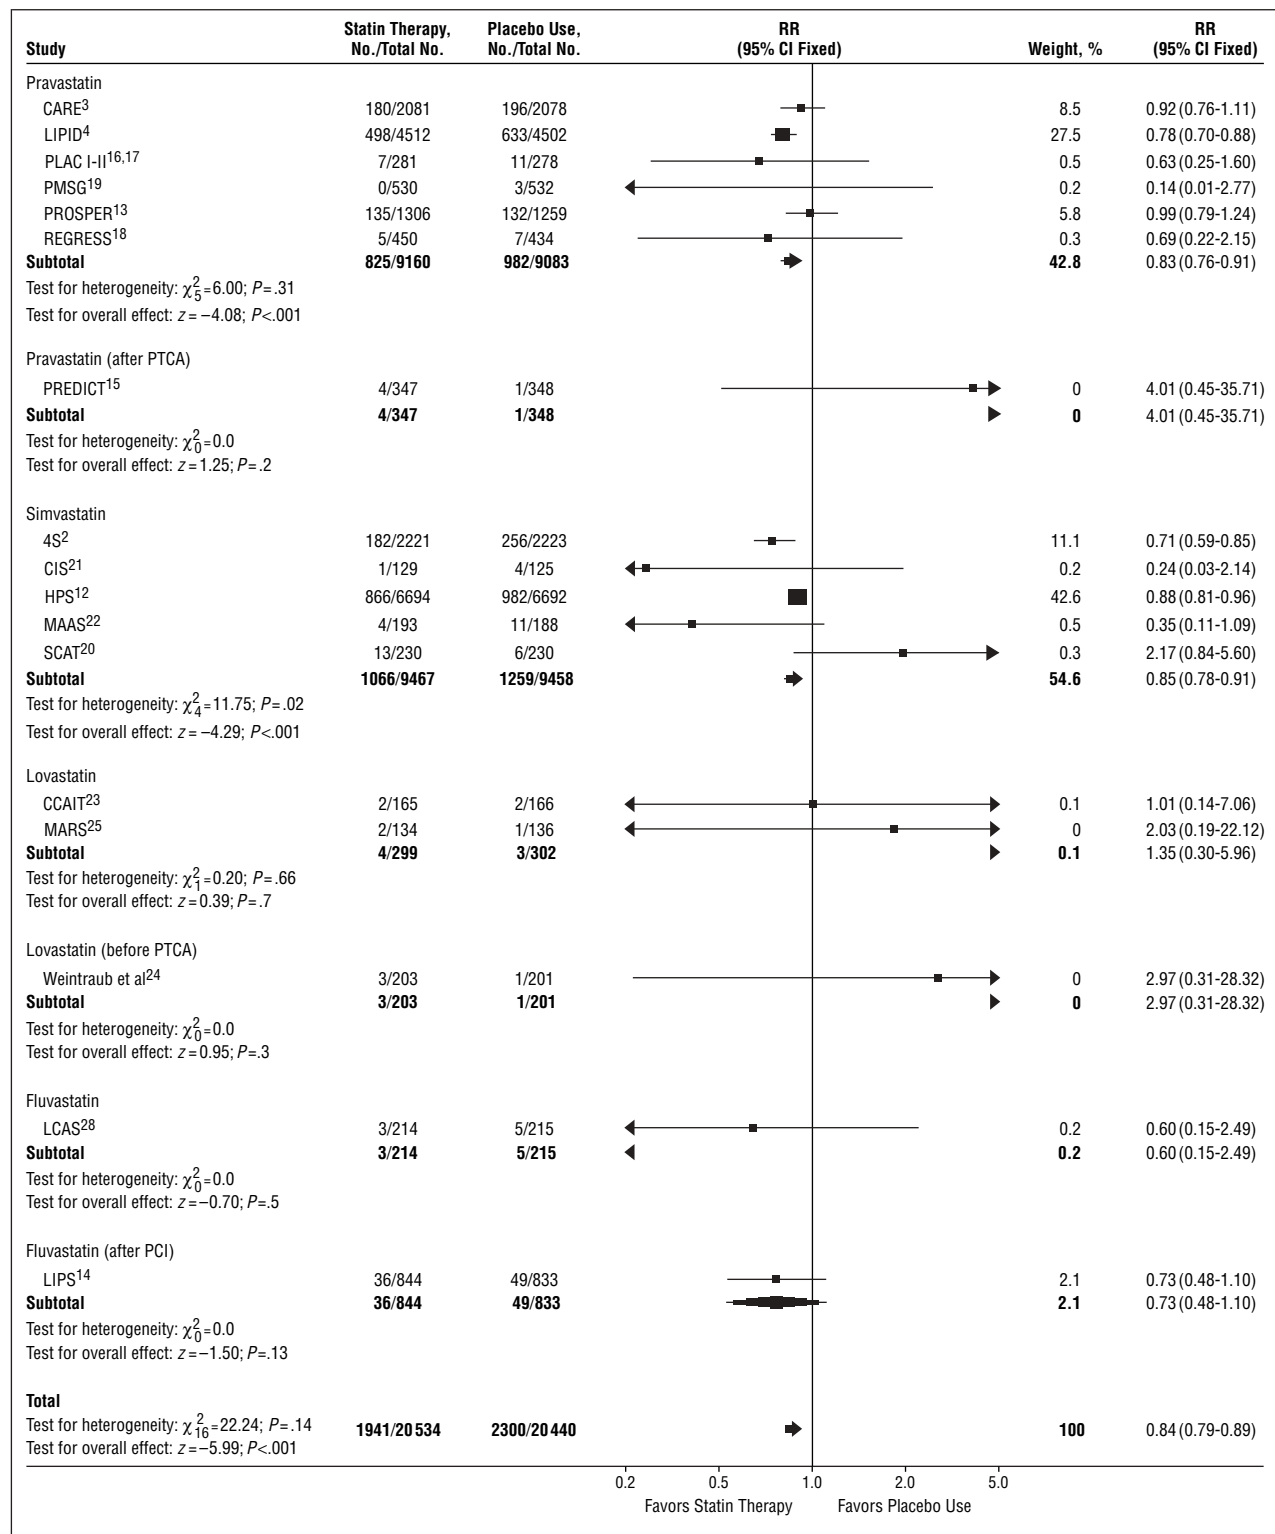 Study Statin Therapy, No./Total No. Placebo Use, No./Total No. RR (95% CI Fixed) Weight, % RR (95% CI Fixed)
Pravastatin
CARE3 180/2081 196/2078 8.5 0.92 (0.76-1.11)
LIPID4 498/4512 633/4502 27.5 0.78 (0.70-0.88)
PLAC I-II16,17 7/281 11/278 0.5 0.63 (0.25-1.60)
PMSG19 0/530 3/532 0.2 0.14 (0.01-2.77)
PROSPER13 135/1306 132/1259 5.8 0.99 (0.79-1.24)
REGRESS18 5/450 7/434 0.3 0.69 (0.22-2.15)
Subtotal 825/9160 982/9083 42.8 0.83 (0.76-0.91)
Test for heterogeneity: χ²5=6.00; P=.31
Test for overall effect: z=−4.08; P<.001
Pravastatin (after PTCA)
PREDICT15 4/347 1/348 0 4.01 (0.45-35.71)
Subtotal 4/347 1/348 0 4.01 (0.45-35.71)
Test for heterogeneity: χ²0=0.0
Test for overall effect: z=1.25; P=.2
Simvastatin
4S2 182/2221 256/2223 11.1 0.71 (0.59-0.85)
CIS21 1/129 4/125 0.2 0.24 (0.03-2.14)
HPS12 866/6694 982/6692 42.6 0.88 (0.81-0.96)
MAAS22 4/193 11/188 0.5 0.35 (0.11-1.09)
SCAT20 13/230 6/230 0.3 2.17 (0.84-5.60)
Subtotal 1066/9467 1259/9458 54.6 0.85 (0.78-0.91)
Test for heterogeneity: χ²4=11.75; P=.02
Test for overall effect: z=−4.29; P<.001
Lovastatin
CCAIT23 2/165 2/166 0.1 1.01 (0.14-7.06)
MARS25 2/134 1/136 0 2.03 (0.19-22.12)
Subtotal 4/299 3/302 0.1 1.35 (0.30-5.96)
Test for heterogeneity: χ²1=0.20; P=.66
Test for overall effect: z=0.39; P=.7
Lovastatin (before PTCA)
Weintraub et al24 3/203 1/201 0 2.97 (0.31-28.32)
Subtotal 3/203 1/201 0 2.97 (0.31-28.32)
Test for heterogeneity: χ²0=0.0
Test for overall effect: z=0.95; P=.3
Fluvastatin
LCAS28 3/214 5/215 0.2 0.60 (0.15-2.49)
Subtotal 3/214 5/215 0.2 0.60 (0.15-2.49)
Test for heterogeneity: χ²0=0.0
Test for overall effect: z=−0.70; P=.5
Fluvastatin (after PCI)
LIPS14 36/844 49/833 2.1 0.73 (0.48-1.10)
Subtotal 36/844 49/833 2.1 0.73 (0.48-1.10)
Test for heterogeneity: χ²0=0.0
Test for overall effect: z=−1.50; P=.13
Total
Test for heterogeneity: χ²16=22.24; P=.14 1941/20 534 2300/20 440 100 0.84 (0.79-0.89)
Test for overall effect: z=−5.99; P<.001
0.2 0.5 1.0 2.0 5.0
Favors Statin Therapy Favors Placebo Use